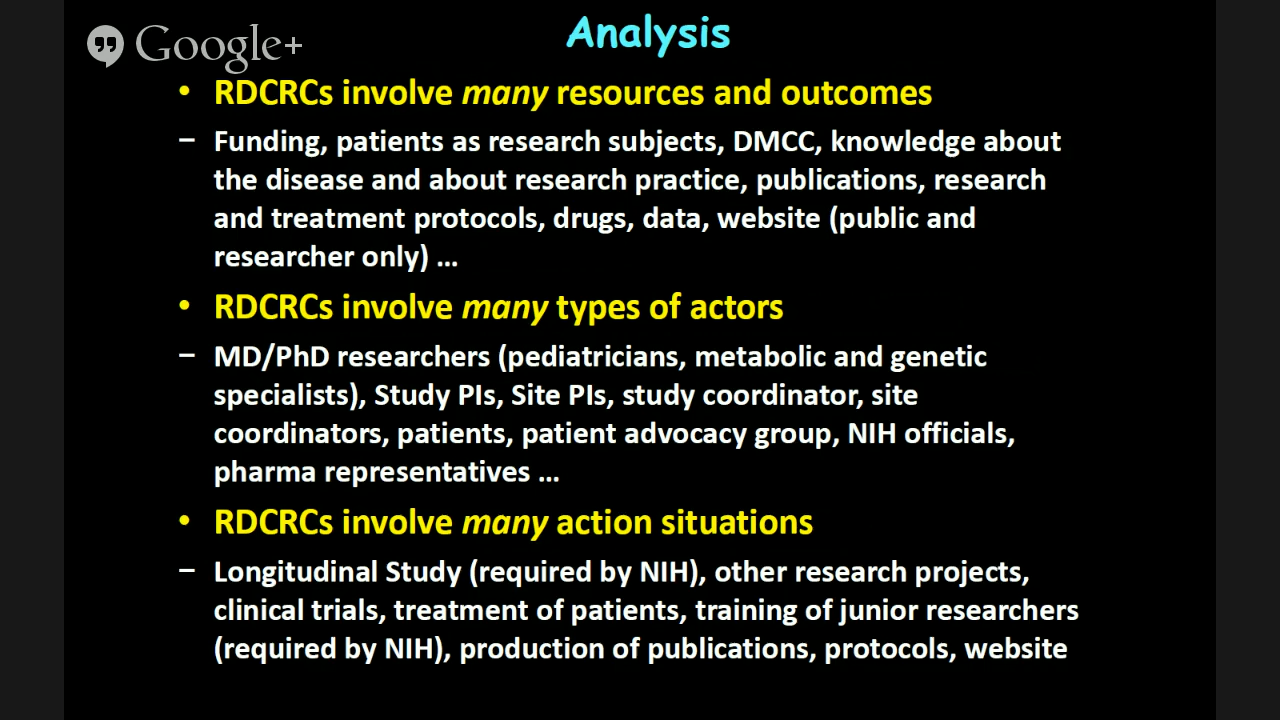 Google+
Analysis
• RDCRCs involve many resources and outcomes
– Funding, patients as research subjects, DMCC, knowledge about
the disease and about research practice, publications, research
and treatment protocols, drugs, data, website (public and
researcher only) ...
• RDCRCs involve many types of actors
– MD/PhD researchers (pediatricians, metabolic and genetic
specialists), Study PIs, Site PIs, study coordinator, site
coordinators, patients, patient advocacy group, NIH officials,
pharma representatives ...
• RDCRCs involve many action situations
– Longitudinal Study (required by NIH), other research projects,
clinical trials, treatment of patients, training of junior researchers
(required by NIH), production of publications, protocols, website